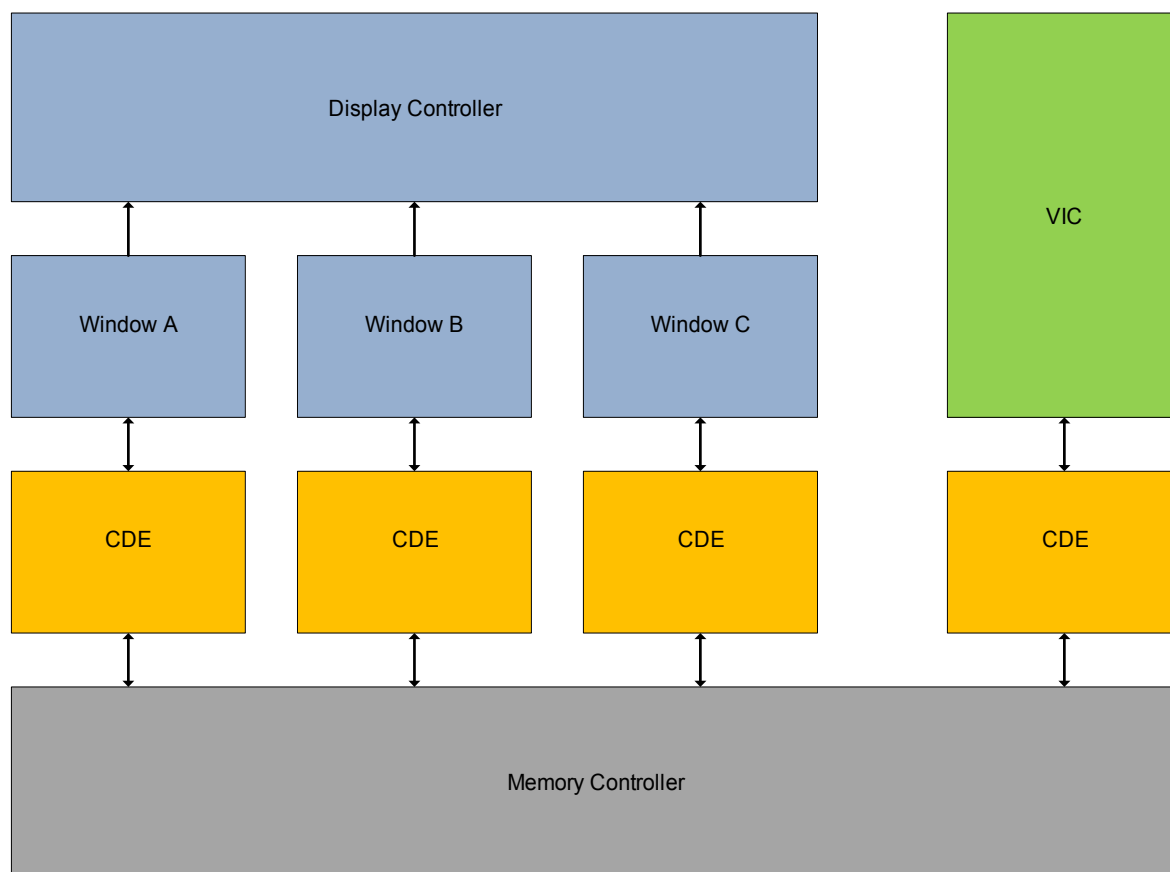 Display Controller
VIC
Window A
Window B
Window C
CDE
CDE
CDE
CDE
Memory Controller